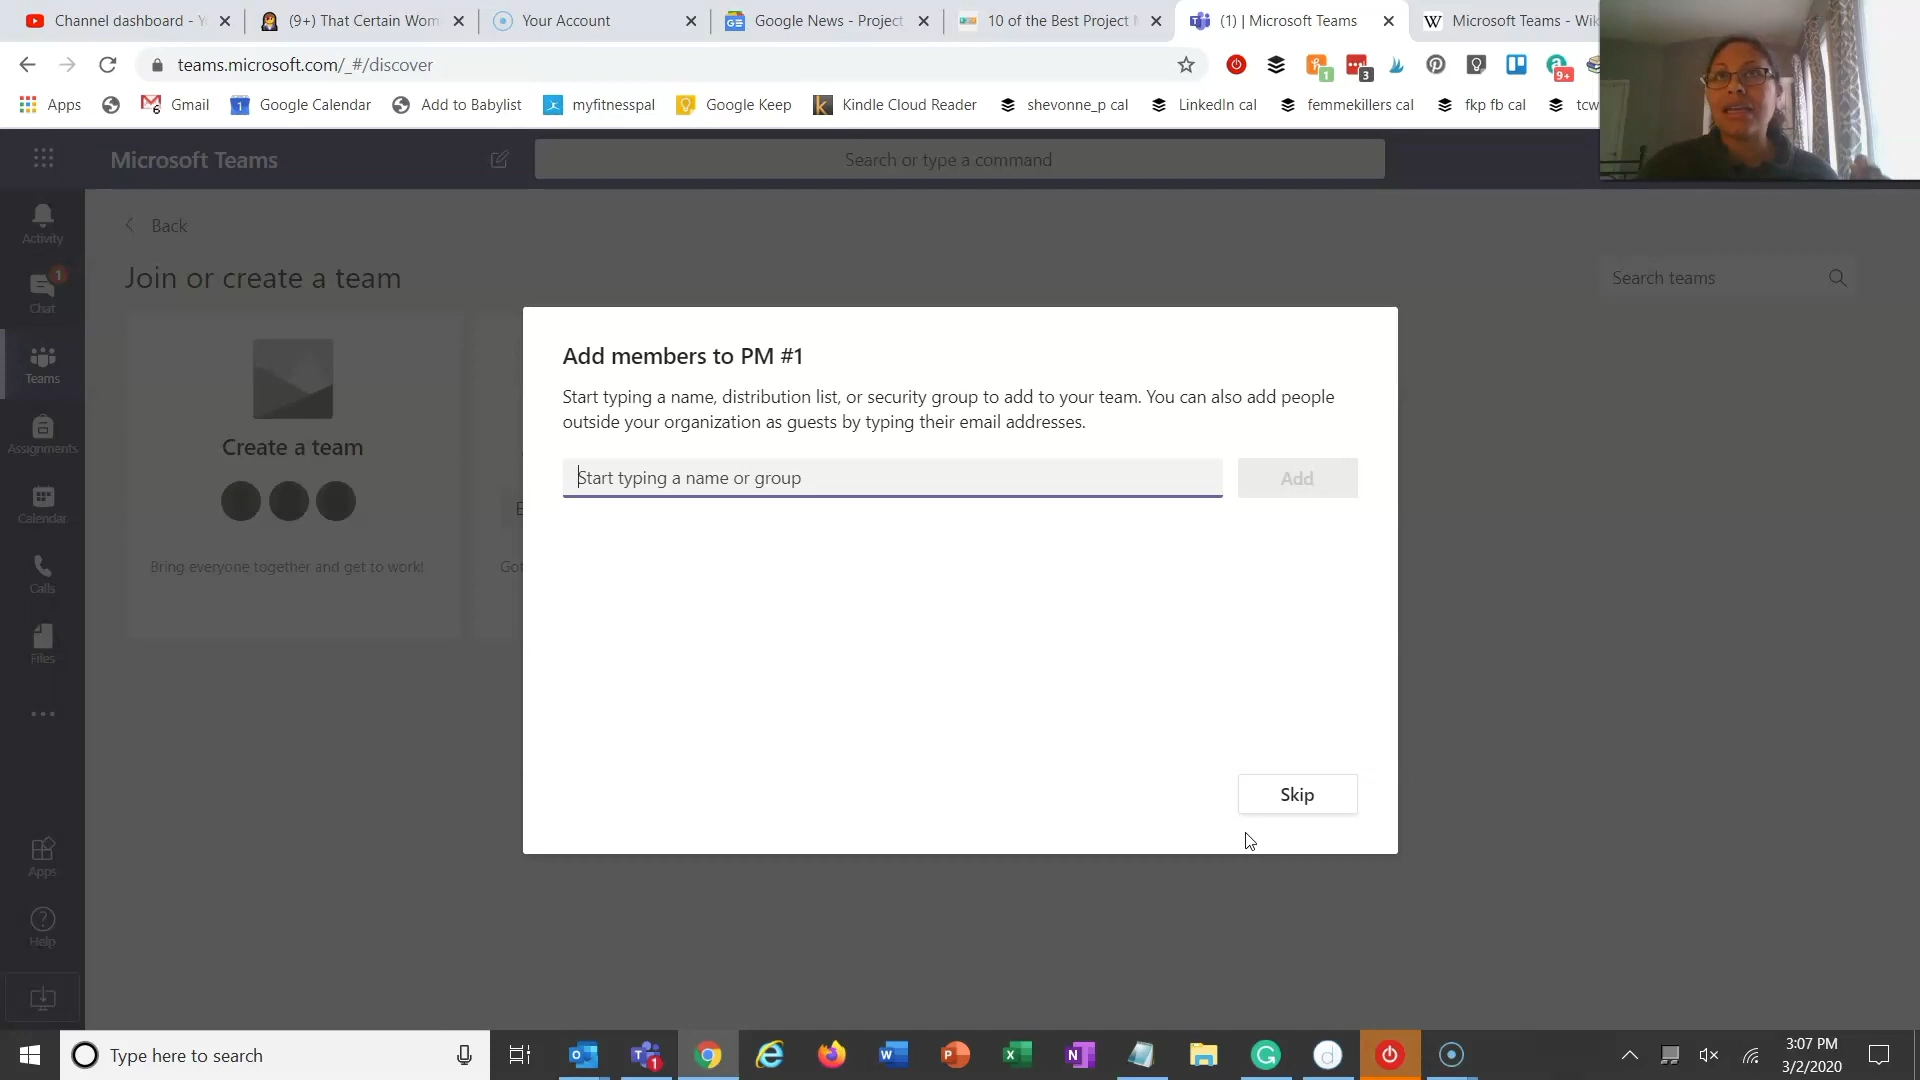 Channel dashboard - Y
(9+) That Certain Wom
Your Account
Google News - Project
10 of the Best Project
(1) | Microsoft Teams
Microsoft Teams - Wik
teams.microsoft.com/_#/discover
1
3
9+
Apps
Gmail
Google Calendar
Add to Babylist
myfitnesspal
Google Keep
Kindle Cloud Reader
shevonne_p cal
LinkedIn cal
femmekillers cal
fkp fb cal
tcw
Microsoft Teams
Search or type a command
Activity
1
Chat
Teams
Assignments
Calendar
Calls
Files
Apps
Help
Back
Join or create a team
Search teams
Create a team
Bring everyone together and get to work!
Got
Add members to PM #1
Start typing a name, distribution list, or security group to add to your team. You can also add people
outside your organization as guests by typing their email addresses.
Start typing a name or group
Add
Skip
Type here to search
1
3:07 PM
3/2/2020